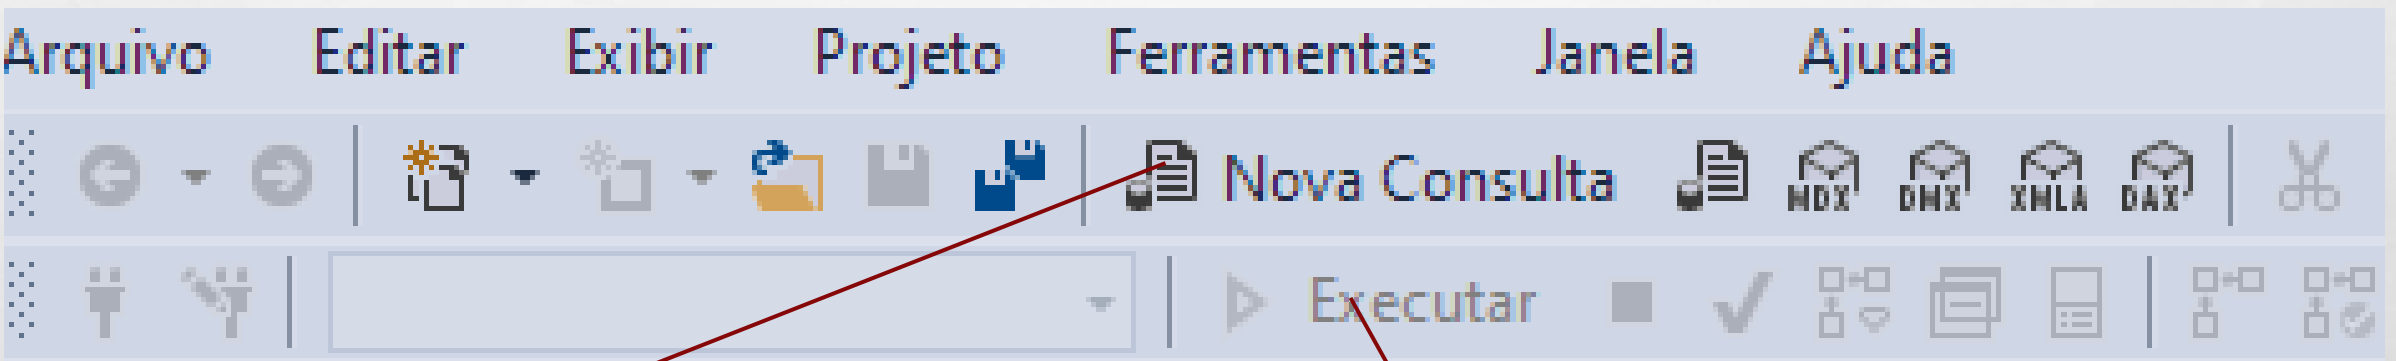 Arquivo Editar Exibir Projeto Ferramentas Janela Ajuda
Nova Consulta MDX DMX XMLA DAX
Executar